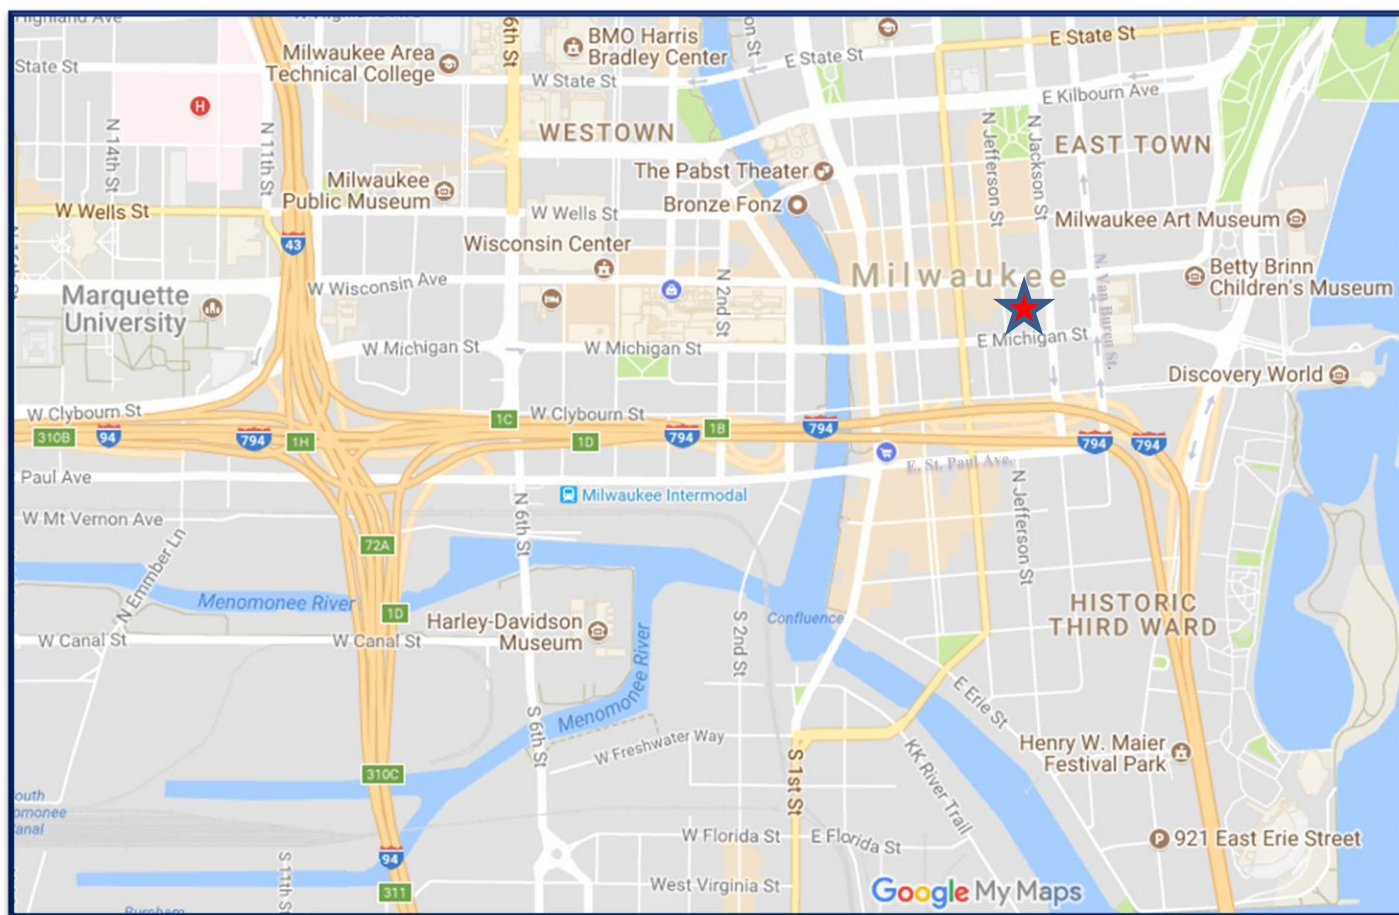 Highland Ave
6th St
BMO Harris
Bradley Center
E State St
E State St
Milwaukee Area
Technical College
State St
W State St
E Kilbourn Ave
H
N 14th St
N 11th St
WESTOWN
N Jefferson St
N Jackson St
EAST TOWN
The Pabst Theater
Milwaukee
Public Museum
Bronze Fonz
W Wells St
W Wells St
Milwaukee Art Museum
43
Wisconsin Center
Milwaukee
N. Van Buren St.
Betty Brinn
Children's Museum
W Wisconsin Ave
N 2nd St
Marquette
University
W Michigan St
W Michigan St
E Michigan St
Discovery World
W Clybourn St
W Clybourn St
310B
94
794
1H
1C
1D
794
1B
794
794
794
Paul Ave
E. St. Paul Ave.
Milwaukee Intermodal
N 6th St
N Jefferson St
W Mt Vernon Ave
72A
N Emmber Ln
Menomonee River
1D
HISTORIC
THIRD WARD
Harley-Davidson
Museum
Confluence
W Canal St
W Canal St
S 2nd St
Menomonee River
E Erie St
S 6th St
W Freshwater Way
Henry W. Maier
Festival Park
310C
S 1st St
KK River Trail
W Florida St
E Florida St
P
921 East Erie Street
94
S 11th St
311
West Virginia St
Google My Maps